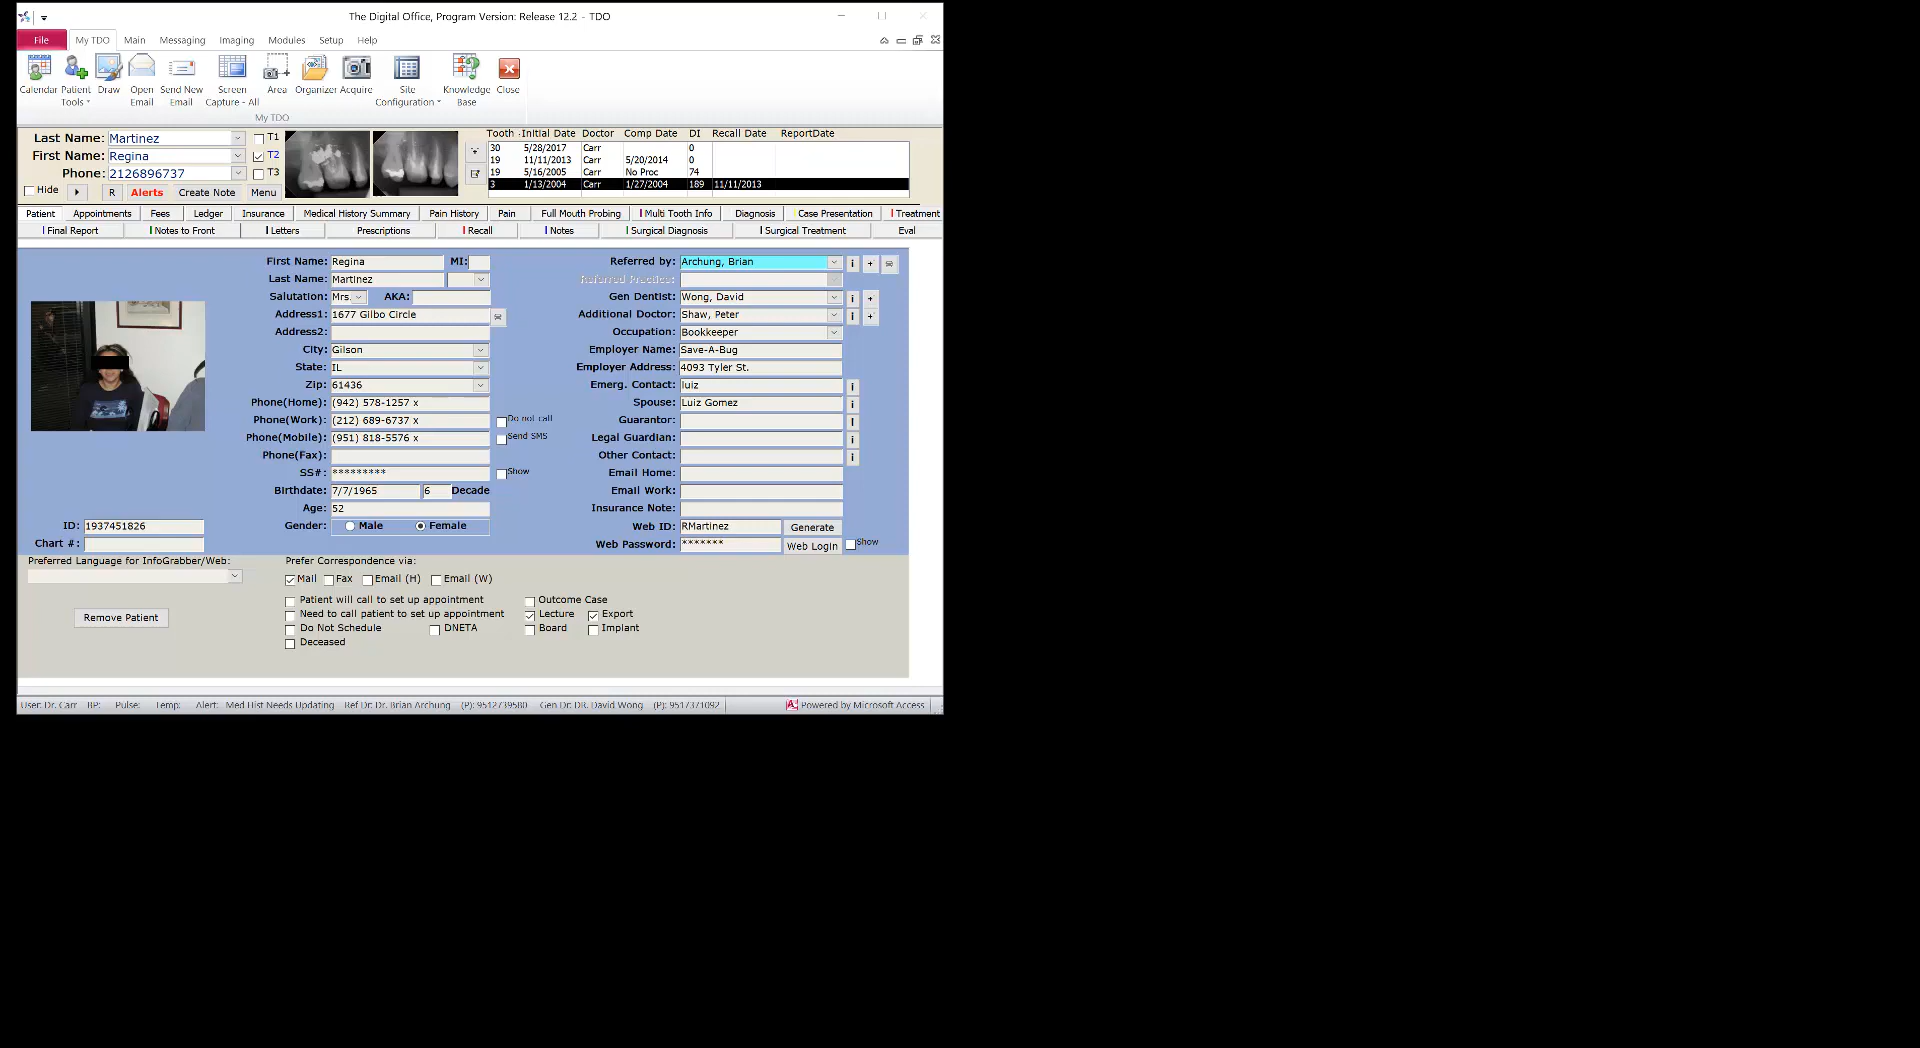 The Digital Office, Program Version: Release 12.2 - TDO
File My TDO Main Messaging Imaging Modules Setup Help
Calendar Patient Tools Draw Open Email Send New Email Screen Capture - All Area Organizer Acquire Site Configuration Knowledge Base Close
My TDO
Last Name: Martinez T1
First Name: Regina T2
Phone: 2126896737 T3
Hide R Alerts Create Note Menu
Tooth Initial Date Doctor Comp Date DI Recall Date ReportDate
30 5/28/2017 Carr 0
19 11/11/2013 Carr 5/20/2014 0
19 5/16/2005 Carr No Proc 74
3 1/13/2004 Carr 1/27/2004 189 11/11/2013
Patient Appointments Fees Ledger Insurance Medical History Summary Pain History Pain Full Mouth Probing Multi Tooth Info Diagnosis Case Presentation Treatment
Final Report Notes to Front Letters Prescriptions Recall Notes Surgical Diagnosis Surgical Treatment Eval
First Name: Regina MI:
Last Name: Martinez
Salutation: Mrs. AKA:
Address1: 1677 Gilbo Circle
Address2:
City: Gilson
State: IL
Zip: 61436
Phone(Home): (942) 578-1257 x
Phone(Work): (212) 689-6737 x Do not call
Phone(Mobile): (951) 818-5576 x Send SMS
Phone(Fax):
SS#: ********* Show
Birthdate: 7/7/1965 6 Decade
Age: 52
Gender: Male Female
ID: 1937451826
Chart #:
Referred by: Archung, Brian i +
Referred Practice:
Gen Dentist: Wong, David i +
Additional Doctor: Shaw, Peter i +
Occupation: Bookkeeper
Employer Name: Save-A-Bug
Employer Address: 4093 Tyler St.
Emerg. Contact: luiz i
Spouse: Luiz Gomez i
Guarantor: i
Legal Guardian: i
Other Contact: i
Email Home:
Email Work:
Insurance Note:
Web ID: RMartinez Generate
Web Password: ******* Web Login Show
Preferred Language for InfoGrabber/Web:
Remove Patient
Prefer Correspondence via:
Mail Fax Email (H) Email (W)
Patient will call to set up appointment Outcome Case
Need to call patient to set up appointment Lecture Export
Do Not Schedule DNETA Board Implant
Deceased
User: Dr. Carr BP: Pulse: Temp: Alert: Med Hist Needs Updating Ref Dr: Dr. Brian Archung (P): 9512739580 Gen Dr: DR. David Wong (P): 9517371092 Powered by Microsoft Access